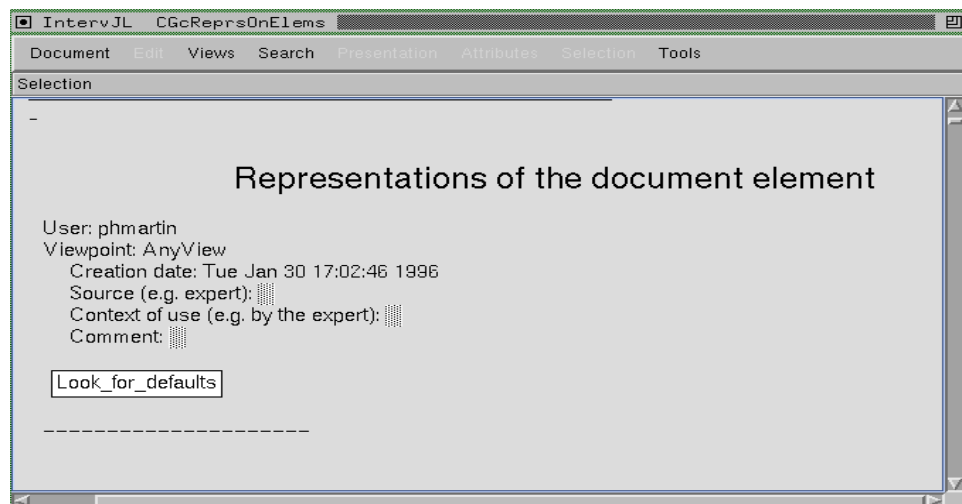 IntervJL CGcReprsOnElems
Document Edit Views Search Presentation Attributes Selection Tools
Selection
Representations of the document element
User: phmartin
Viewpoint: AnyView
Creation date: Tue Jan 30 17:02:46 1996
Source (e.g. expert):
Context of use (e.g. by the expert):
Comment:
Look_for_defaults
---------------------